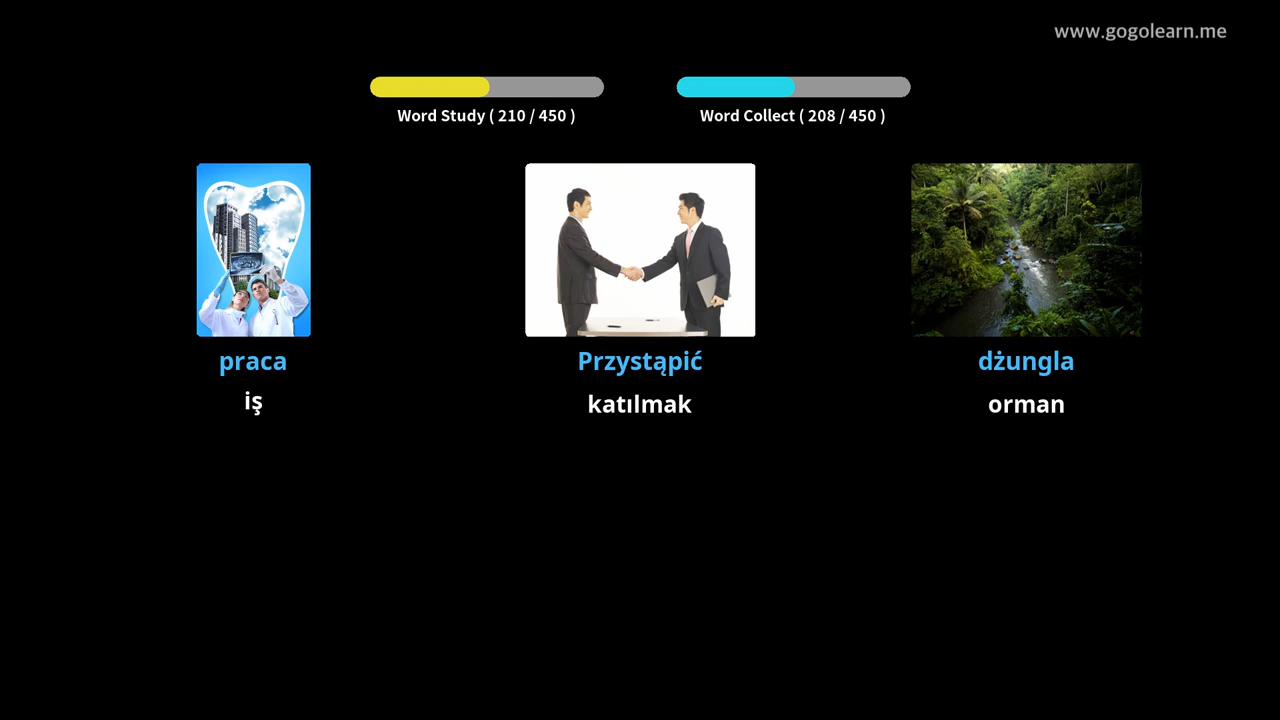 www.gogolearn.me
Word Study ( 210 / 450 )
Word Collect ( 208 / 450 )
praca
Przystąpić
dżungla
iş
katılmak
orman